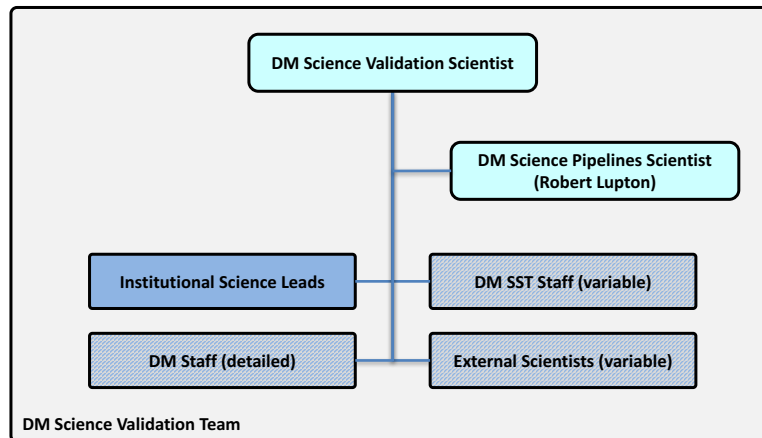 DM Science Validation Scientist
DM Science Pipelines Scientist
(Robert Lupton)
Institutional Science Leads
DM SST Staff (variable)
DM Staff (detailed)
External Scientists (variable)
DM Science Validation Team